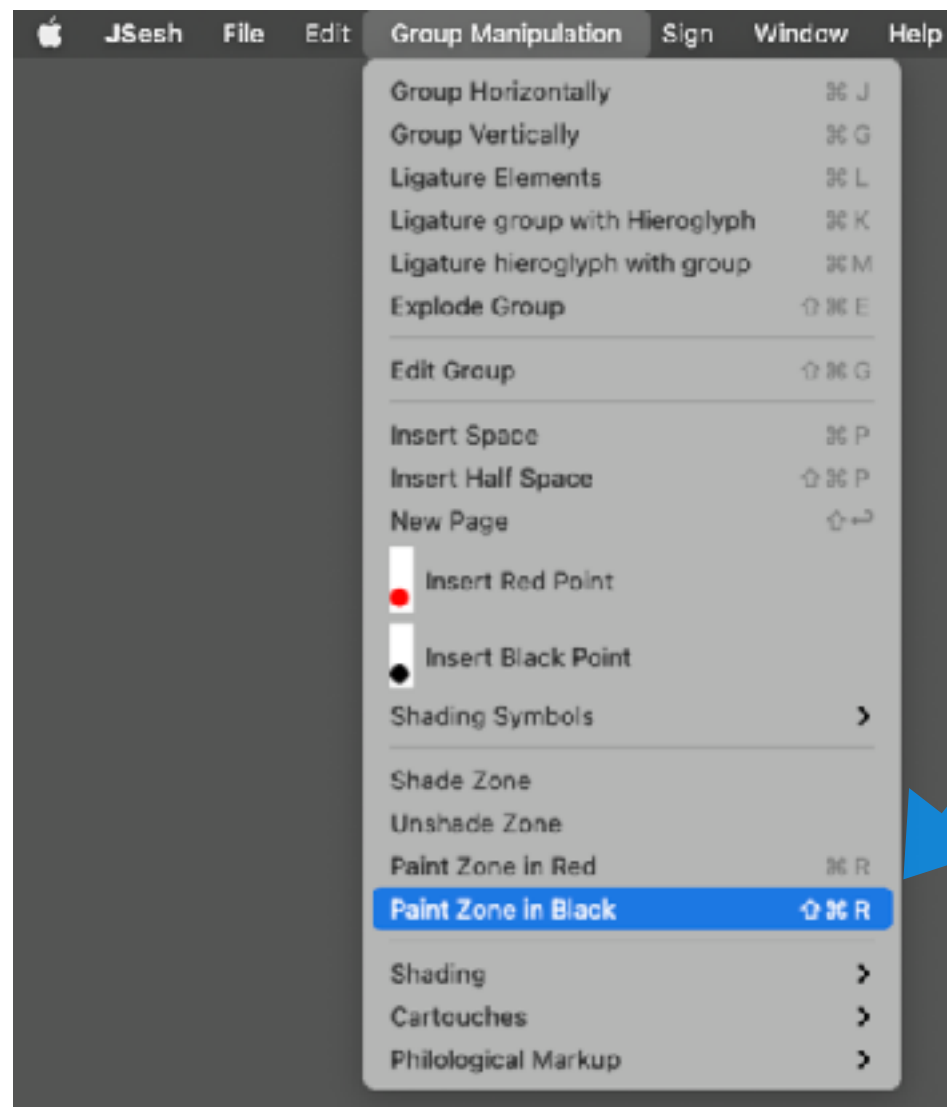 JSesh File Edit Group Manipulation Sign Window Help
Group Horizontally ⌘ J
Group Vertically ⌘ G
Ligature Elements ⌘ L
Ligature group with Hieroglyph ⌘ K
Ligature hieroglyph with group ⌘ M
Explode Group ⇧ ⌘ E
Edit Group ⇧ ⌘ G
Insert Space ⌘ P
Insert Half Space ⇧ ⌘ P
New Page ⇧ ↩
Insert Red Point
Insert Black Point
Shading Symbols
Shade Zone
Unshade Zone
Paint Zone in Red ⌘ R
Paint Zone in Black ⇧ ⌘ R
Shading
Cartouches
Philological Markup